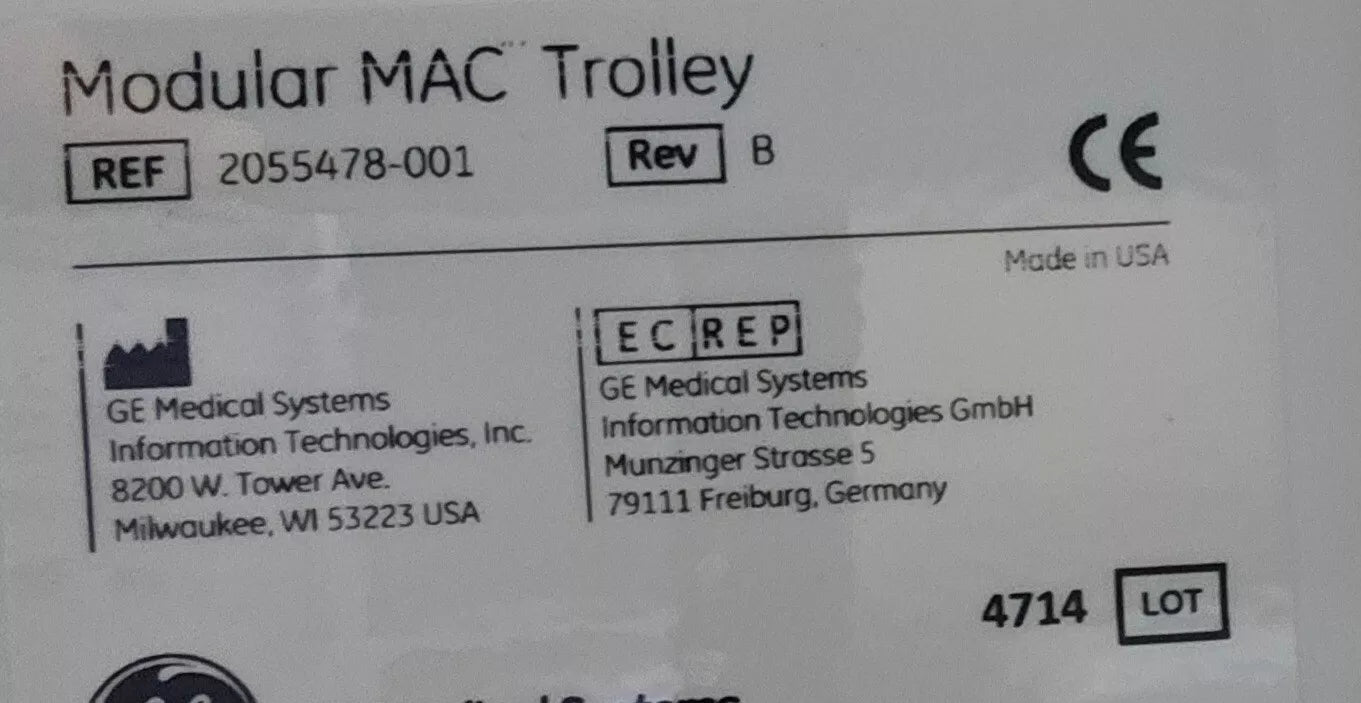 Modular MAC™ Trolley
REF 2055478-001 Rev B
CE
Made in USA
GE Medical Systems
Information Technologies, Inc.
8200 W. Tower Ave.
Milwaukee, WI 53223 USA
EC REP
GE Medical Systems
Information Technologies GmbH
Munzinger Strasse 5
79111 Freiburg, Germany
4714 LOT
Systems